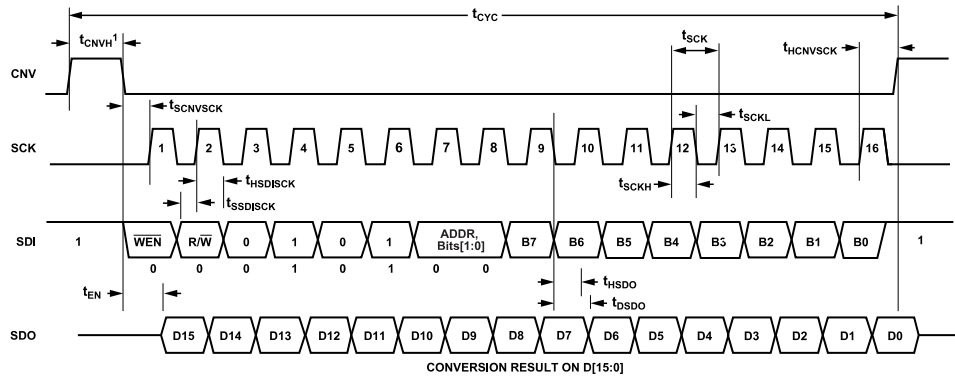 tCYC
tCNVH¹
tSCK
tHCNVSCK
CNV
tSCNVSCK
tSCKL
SCK
1 2 3 4 5 6 7 8 9 10 11 12 13 14 15 16
tHSDISCK
tSCKH
tSSDISCK
SDI
1 WEN R/W 0 1 0 1 ADDR, Bits[1:0] B7 B6 B5 B4 B3 B2 B1 B0 1
0 0 0 1 0 1 0 0
tHSDO
tEN
tDSDO
SDO
D15 D14 D13 D12 D11 D10 D9 D8 D7 D6 D5 D4 D3 D2 D1 D0
CONVERSION RESULT ON D[15:0]